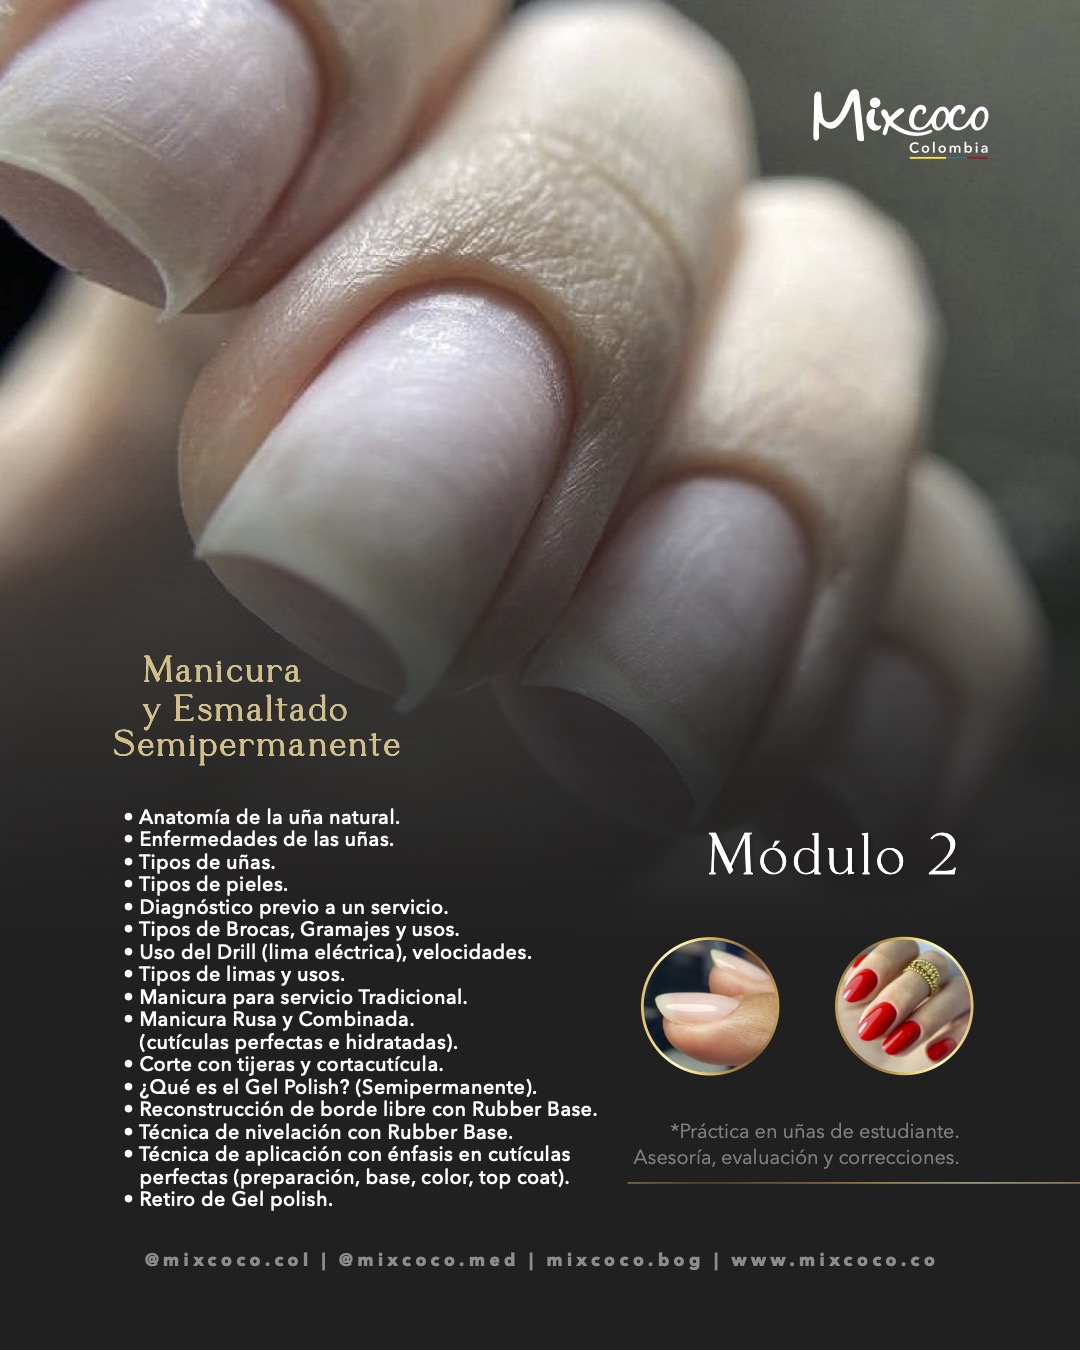 Mixcoco
Colombia
Manicura
y Esmaltado
Semipermanente
• Anatomía de la uña natural.
• Enfermedades de las uñas.
• Tipos de uñas.
• Tipos de pieles.
• Diagnóstico previo a un servicio.
• Tipos de Brocas, Gramajes y usos.
• Uso del Drill (lima eléctrica), velocidades.
• Tipos de limas y usos.
• Manicura para servicio Tradicional.
• Manicura Rusa y Combinada.
(cutículas perfectas e hidratadas).
• Corte con tijeras y cortacutícula.
• ¿Qué es el Gel Polish? (Semipermanente).
• Reconstrucción de borde libre con Rubber Base.
• Técnica de nivelación con Rubber Base.
• Técnica de aplicación con énfasis en cutículas
perfectas (preparación, base, color, top coat).
• Retiro de Gel polish.
Módulo 2
*Práctica en uñas de estudiante.
Asesoría, evaluación y correcciones.
@mixcoco.col | @mixcoco.med | mixcoco.bog | www.mixcoco.co